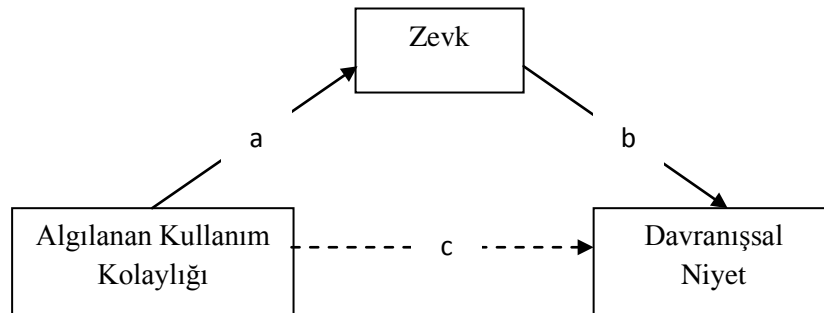 Zevk
a
b
Algılanan Kullanım
Kolaylığı
c
Davranışsal
Niyet